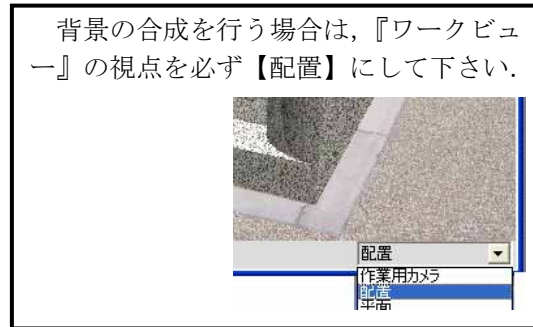 背景の合成を行う場合は，『ワークビュ
ー』の視点を必ず【配置】にして下さい．
配置
作業用カメラ
配置
平面